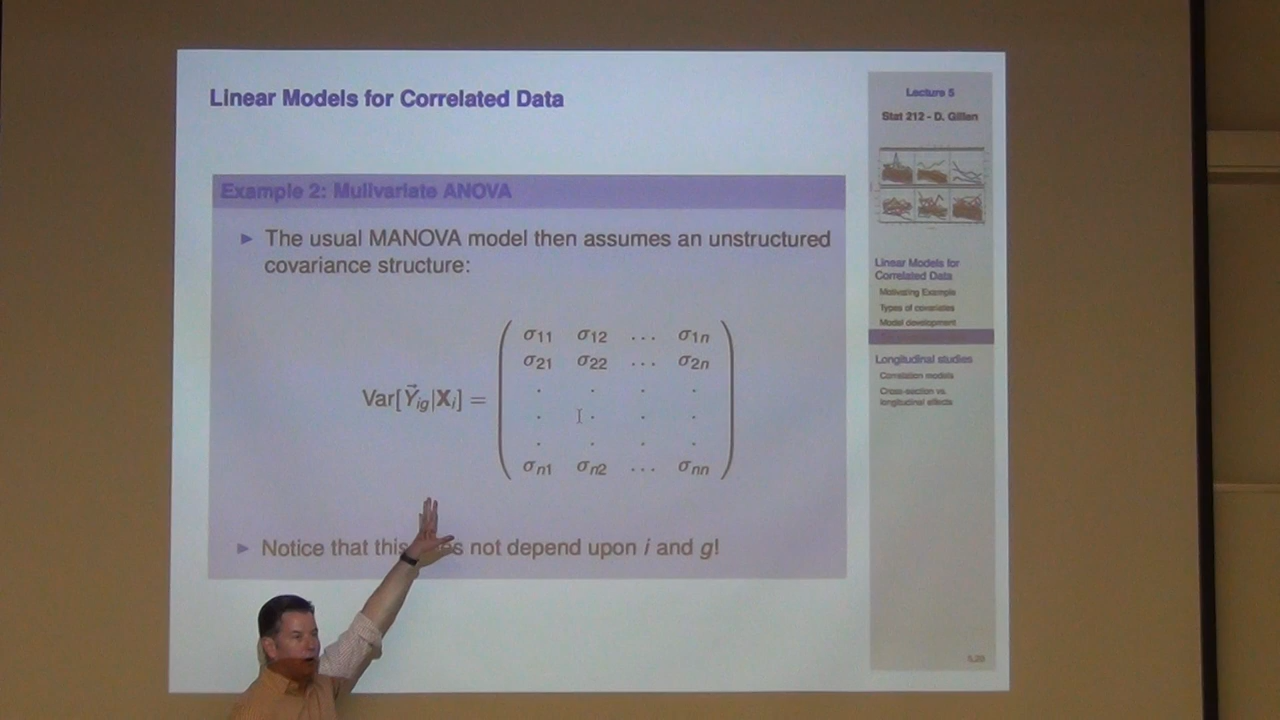 Linear Models for Correlated Data
Example 2: Mulivariate ANOVA
▶ The usual MANOVA model then assumes an unstructured
covariance structure:
σ11 σ12 ... σ1n
σ21 σ22 ... σ2n
. . . .
Var[Y⃗ig|Xi] =
. . . .
. . . .
σn1 σn2 ... σnn
▶ Notice that this not depend upon i and g!
Lecture 5
Stat 212 - D. Gillen
Linear Models for
Correlated Data
Motivating Example
Types of covariates
Model development
Longitudinal studies
Correlation models
Cross-section vs.
longitudinal effects